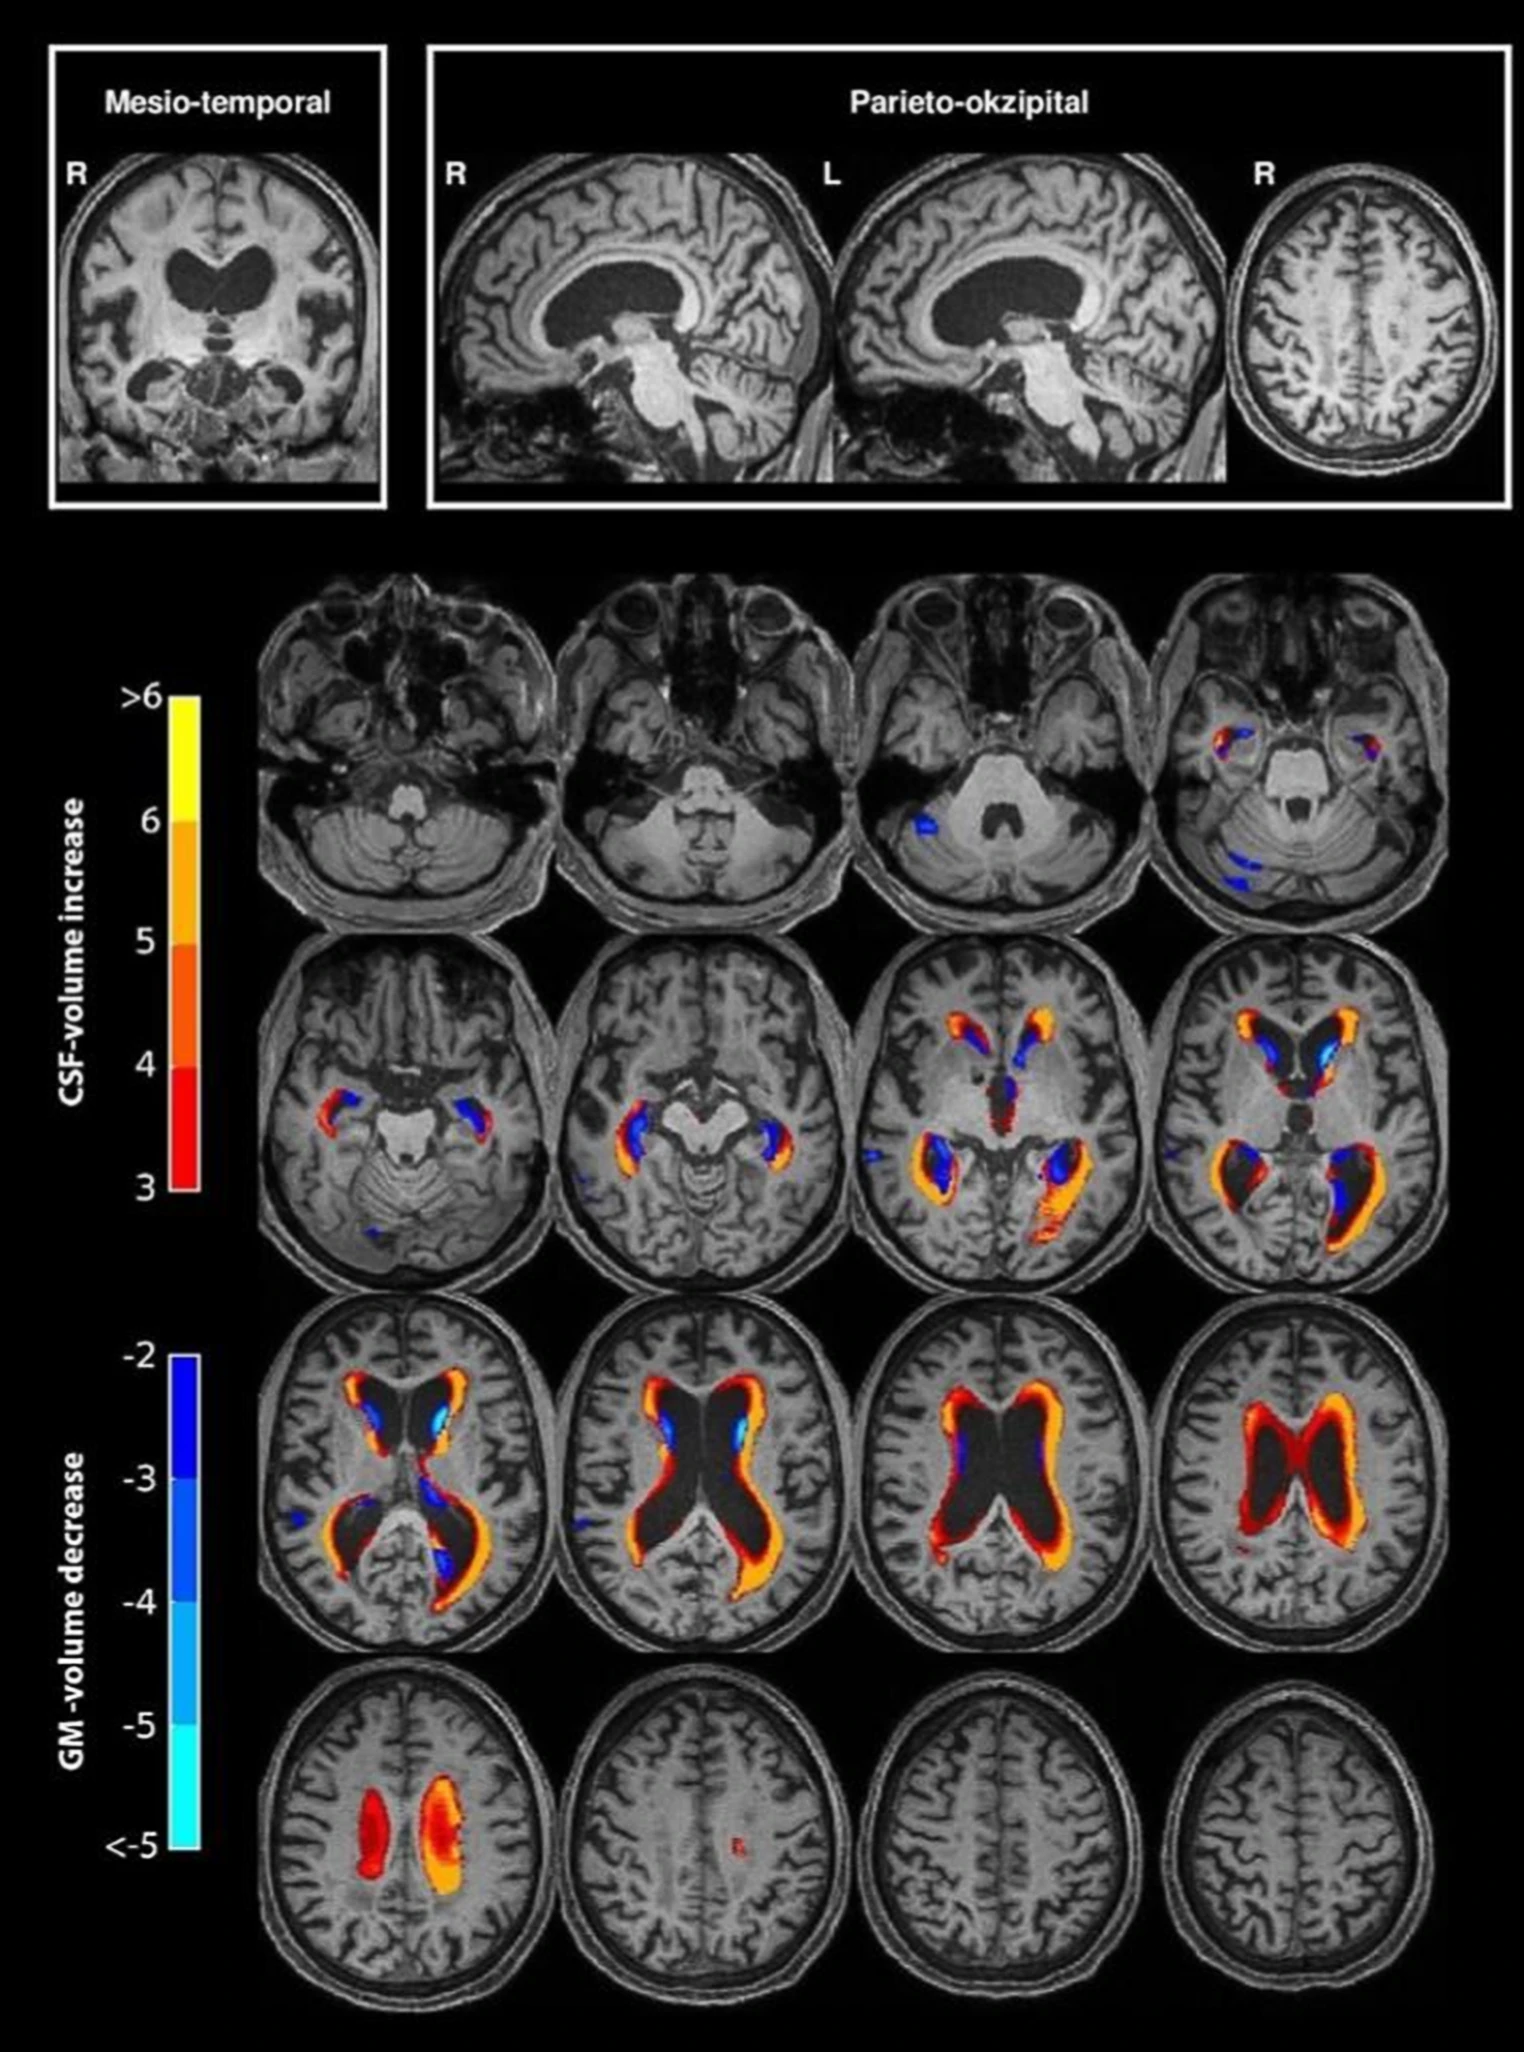 Mesio-temporal
R
Parieto-okzipital
R
L
R
CSF-volume increase
>6
6
5
4
3
GM -volume decrease
-2
-3
-4
-5
<-5